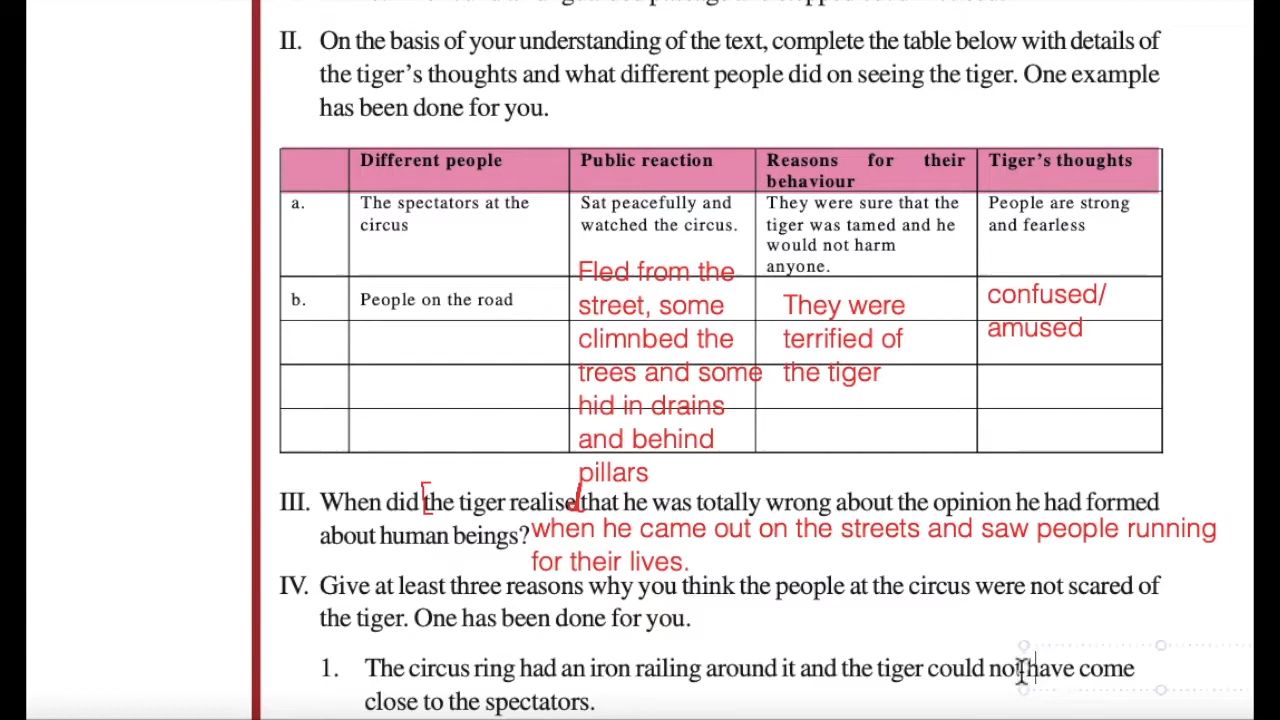 II. On the basis of your understanding of the text, complete the table below with details of
the tiger's thoughts and what different people did on seeing the tiger. One example
has been done for you.
Different people
Public reaction
Reasons for their
behaviour
Tiger's thoughts
a.
The spectators at the
circus
Sat peacefully and
watched the circus.
They were sure that the
tiger was tamed and he
would not harm
anyone.
People are strong
and fearless
b.
People on the road
Fled from the
street, some
climnbed the
trees and some
hid in drains
and behind
pillars
They were
terrified of
the tiger
confused/
amused
III. When did the tiger realise that he was totally wrong about the opinion he had formed
about human beings?
when he came out on the streets and saw people running
for their lives.
IV. Give at least three reasons why you think the people at the circus were not scared of
the tiger. One has been done for you.
1. The circus ring had an iron railing around it and the tiger could not have come
close to the spectators.